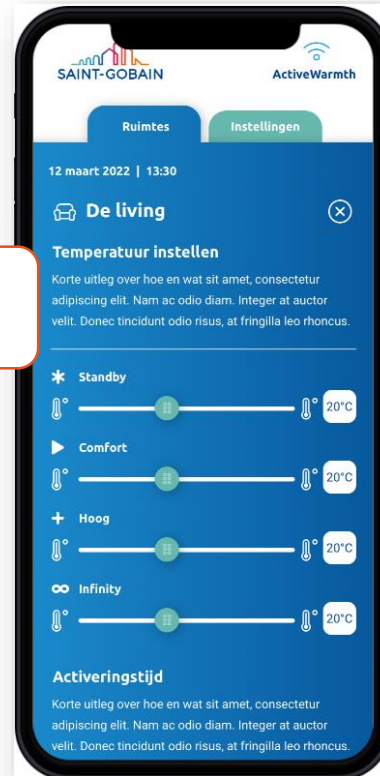 SAINT-GOBAIN
ActiveWarmth
Ruimtes
Instellingen
12 maart 2022 | 13:30
De living
Temperatuur instellen
Korte uitleg over hoe en wat sit amet, consectetur
adipiscing elit. Nam ac odio diam. Integer at auctor
velit. Donec tincidunt odio risus, at fringilla leo rhoncus.
Standby
20°C
Comfort
20°C
Hoog
20°C
Infinity
20°C
Activeringstijd
Korte uitleg over hoe en wat sit amet, consectetur
adipiscing elit. Nam ac odio diam. Integer at auctor
velit. Donec tincidunt odio risus, at fringilla leo rhoncus.